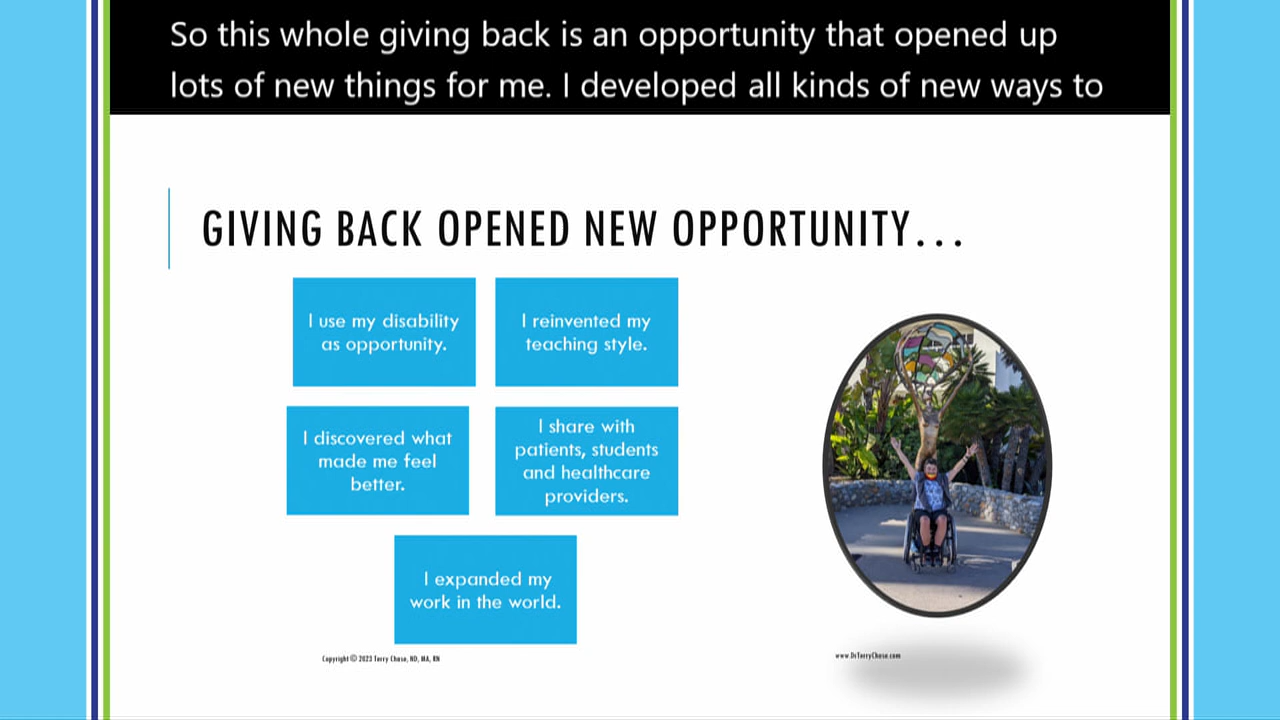 So this whole giving back is an opportunity that opened up
lots of new things for me. I developed all kinds of new ways to
GIVING BACK OPENED NEW OPPORTUNITY...
I use my disability
as opportunity.
I reinvented my
teaching style.
I discovered what
made me feel
better.
I share with
patients, students
and healthcare
providers.
I expanded my
work in the world.
Copyright © 2023 Terry Chase, ND, MA, RN
www.DrTerryChase.com